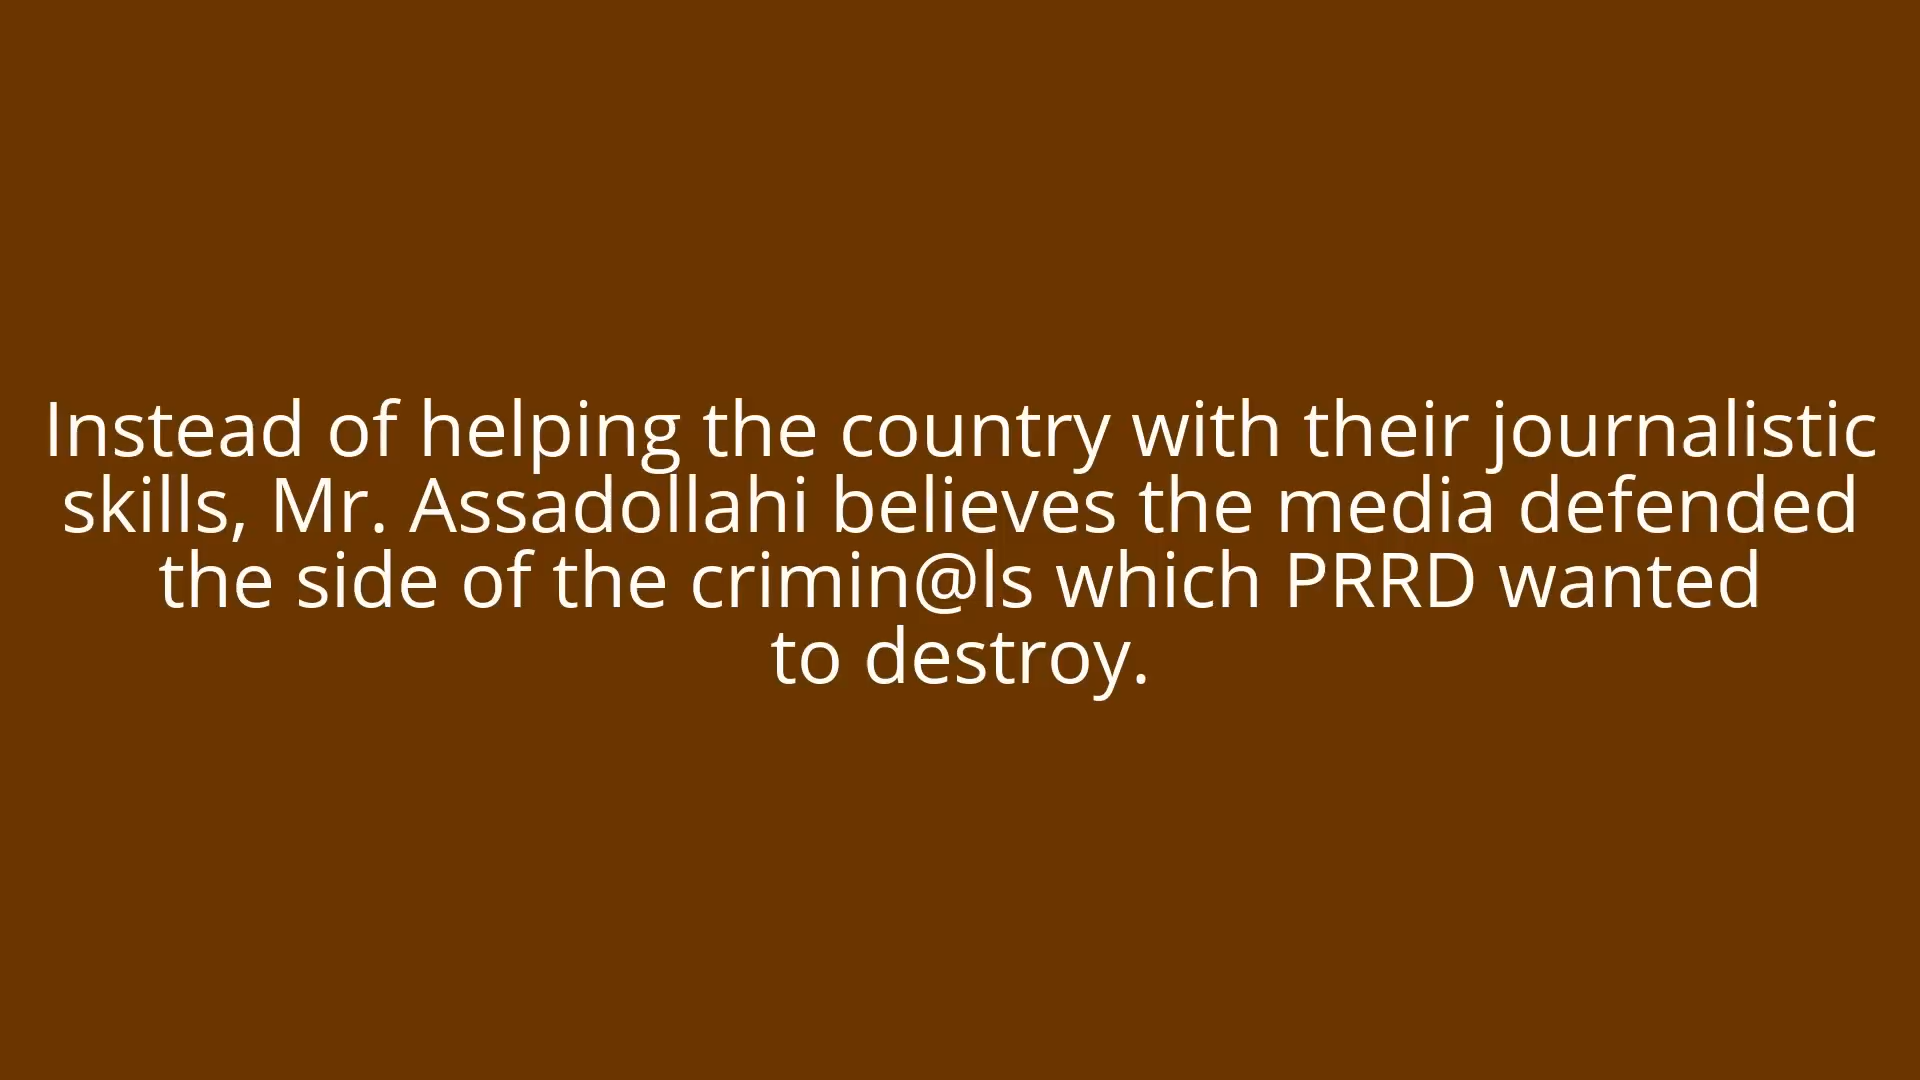 Instead of helping the country with their journalistic
skills, Mr. Assadollahi believes the media defended
the side of the crimin@ls which PRRD wanted
to destroy.